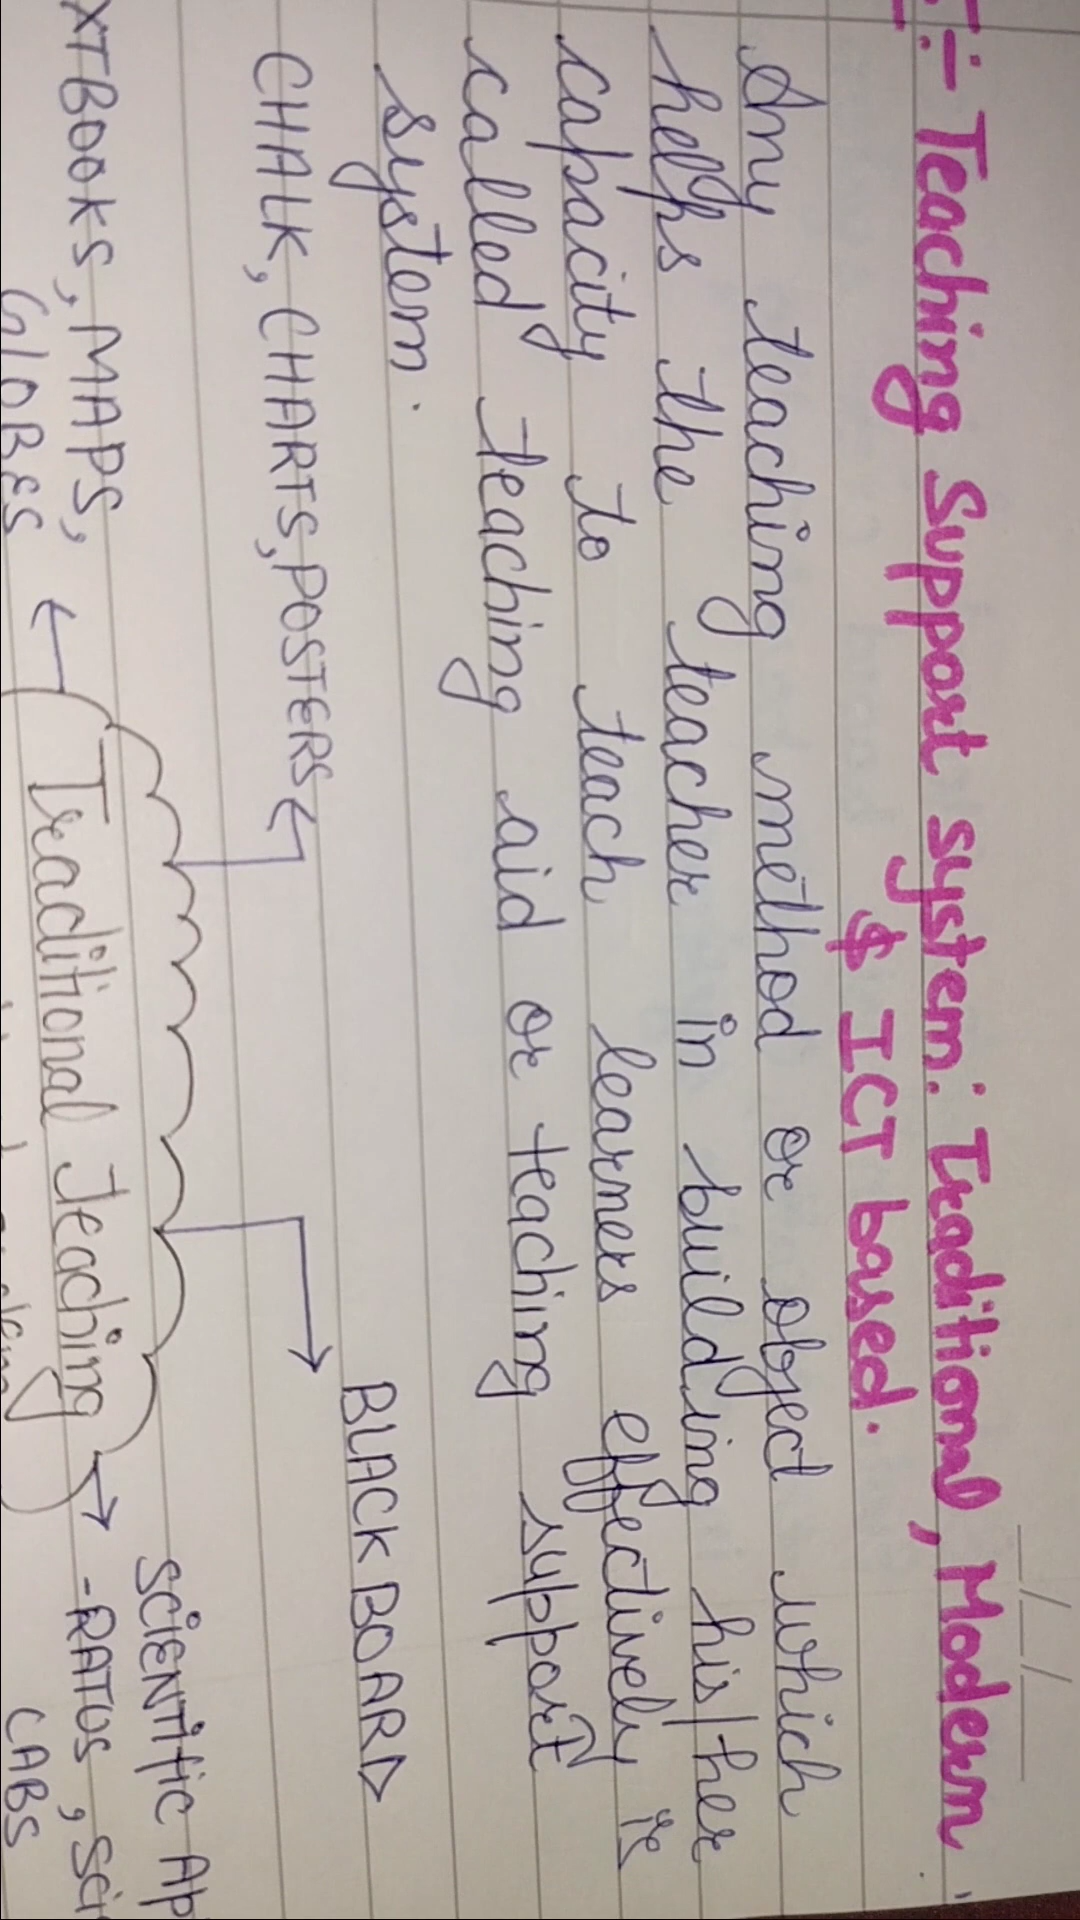 :- Teaching Support system: Traditional, Modern
& ICT based.
Any teaching method or object which
helps the teacher in building his/her
capacity to teach learners effectively is
called teaching aid or teaching support
system.
BLACK BOARD
CHALK, CHARTS, POSTERS
SCIENTIFIC AP
XTBOOKS, MAPS,
-RATUS, SCI
GLOBES
Traditional Teaching